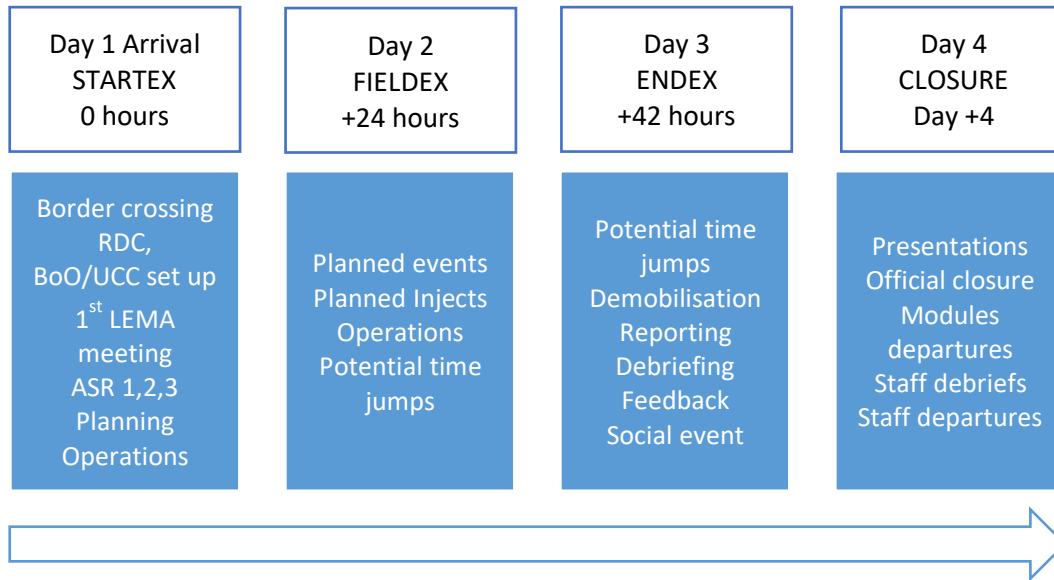 Day 1 Arrival
STARTEX
0 hours
Day 2
FIELDEX
+24 hours
Day 3
ENDEX
+42 hours
Day 4
CLOSURE
Day +4
Border crossing
RDC,
BoO/UCC set up
1st LEMA
meeting
ASR 1,2,3
Planning
Operations
Planned events
Planned Injects
Operations
Potential time
jumps
Potential time
jumps
Demobilisation
Reporting
Debriefing
Feedback
Social event
Presentations
Official closure
Modules
departures
Staff debriefs
Staff departures